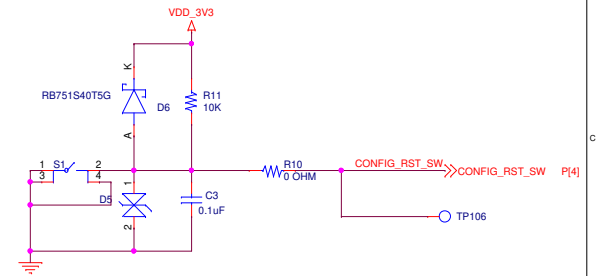 VDD_3V3
K
RB751S40T5G
D6
R11
10K
A
1 S1 2
3 4
R10
0 OHM
CONFIG_RST_SW
CONFIG_RST_SW P[4]
C
D5
1
2
C3
0.1uF
TP106